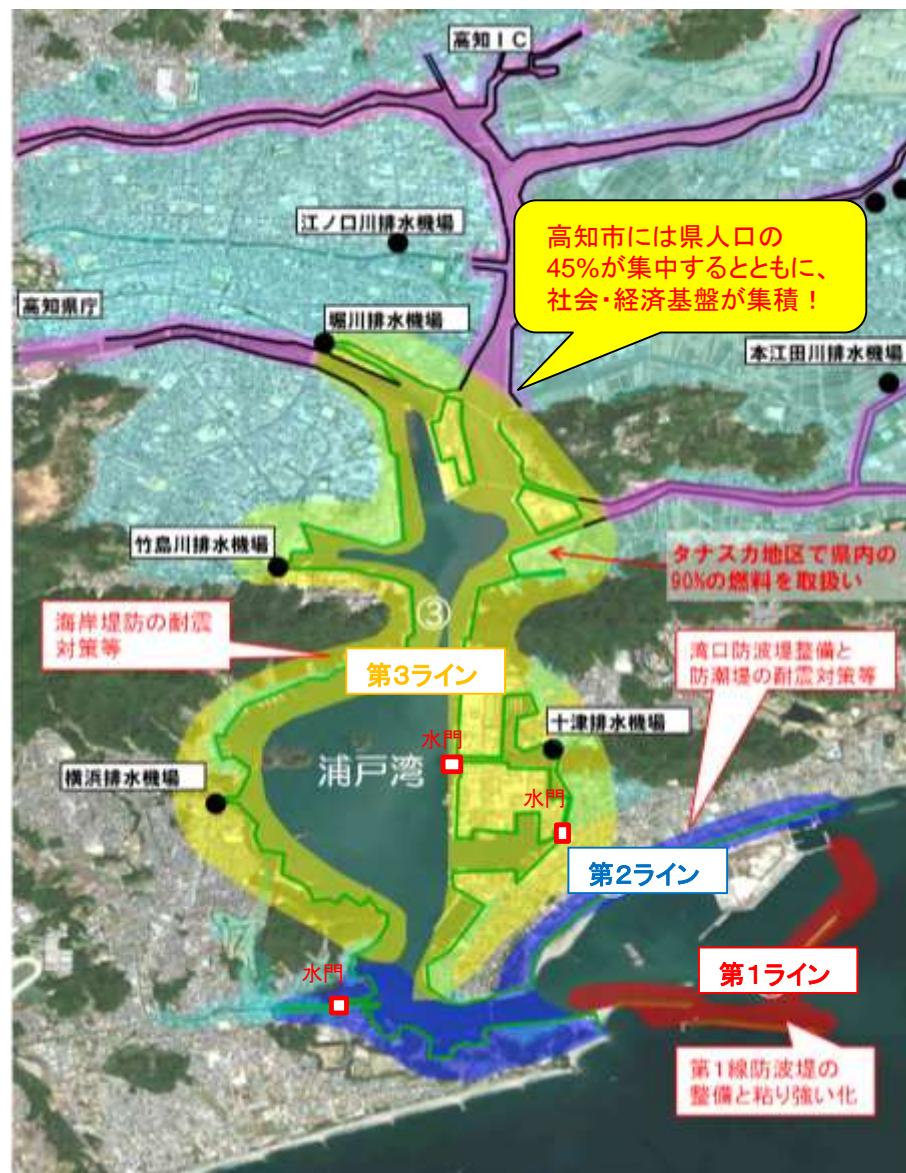 高知IC
江ノ口川排水機場
高知市には県人口の
45%が集中するとともに、
社会・経済基盤が集積!
高知県庁
堀川排水機場
本江田川排水機場
竹島川排水機場
タナスカ地区で県内の
90%の燃料を取扱い
③
海岸堤防の耐震
対策等
湾口防波堤整備と
防潮堤の耐震対策等
第3ライン
十津排水機場
水門
浦戸湾
横浜排水機場
水門
第2ライン
第1ライン
水門
第1線防波堤の
整備と粘り強い化